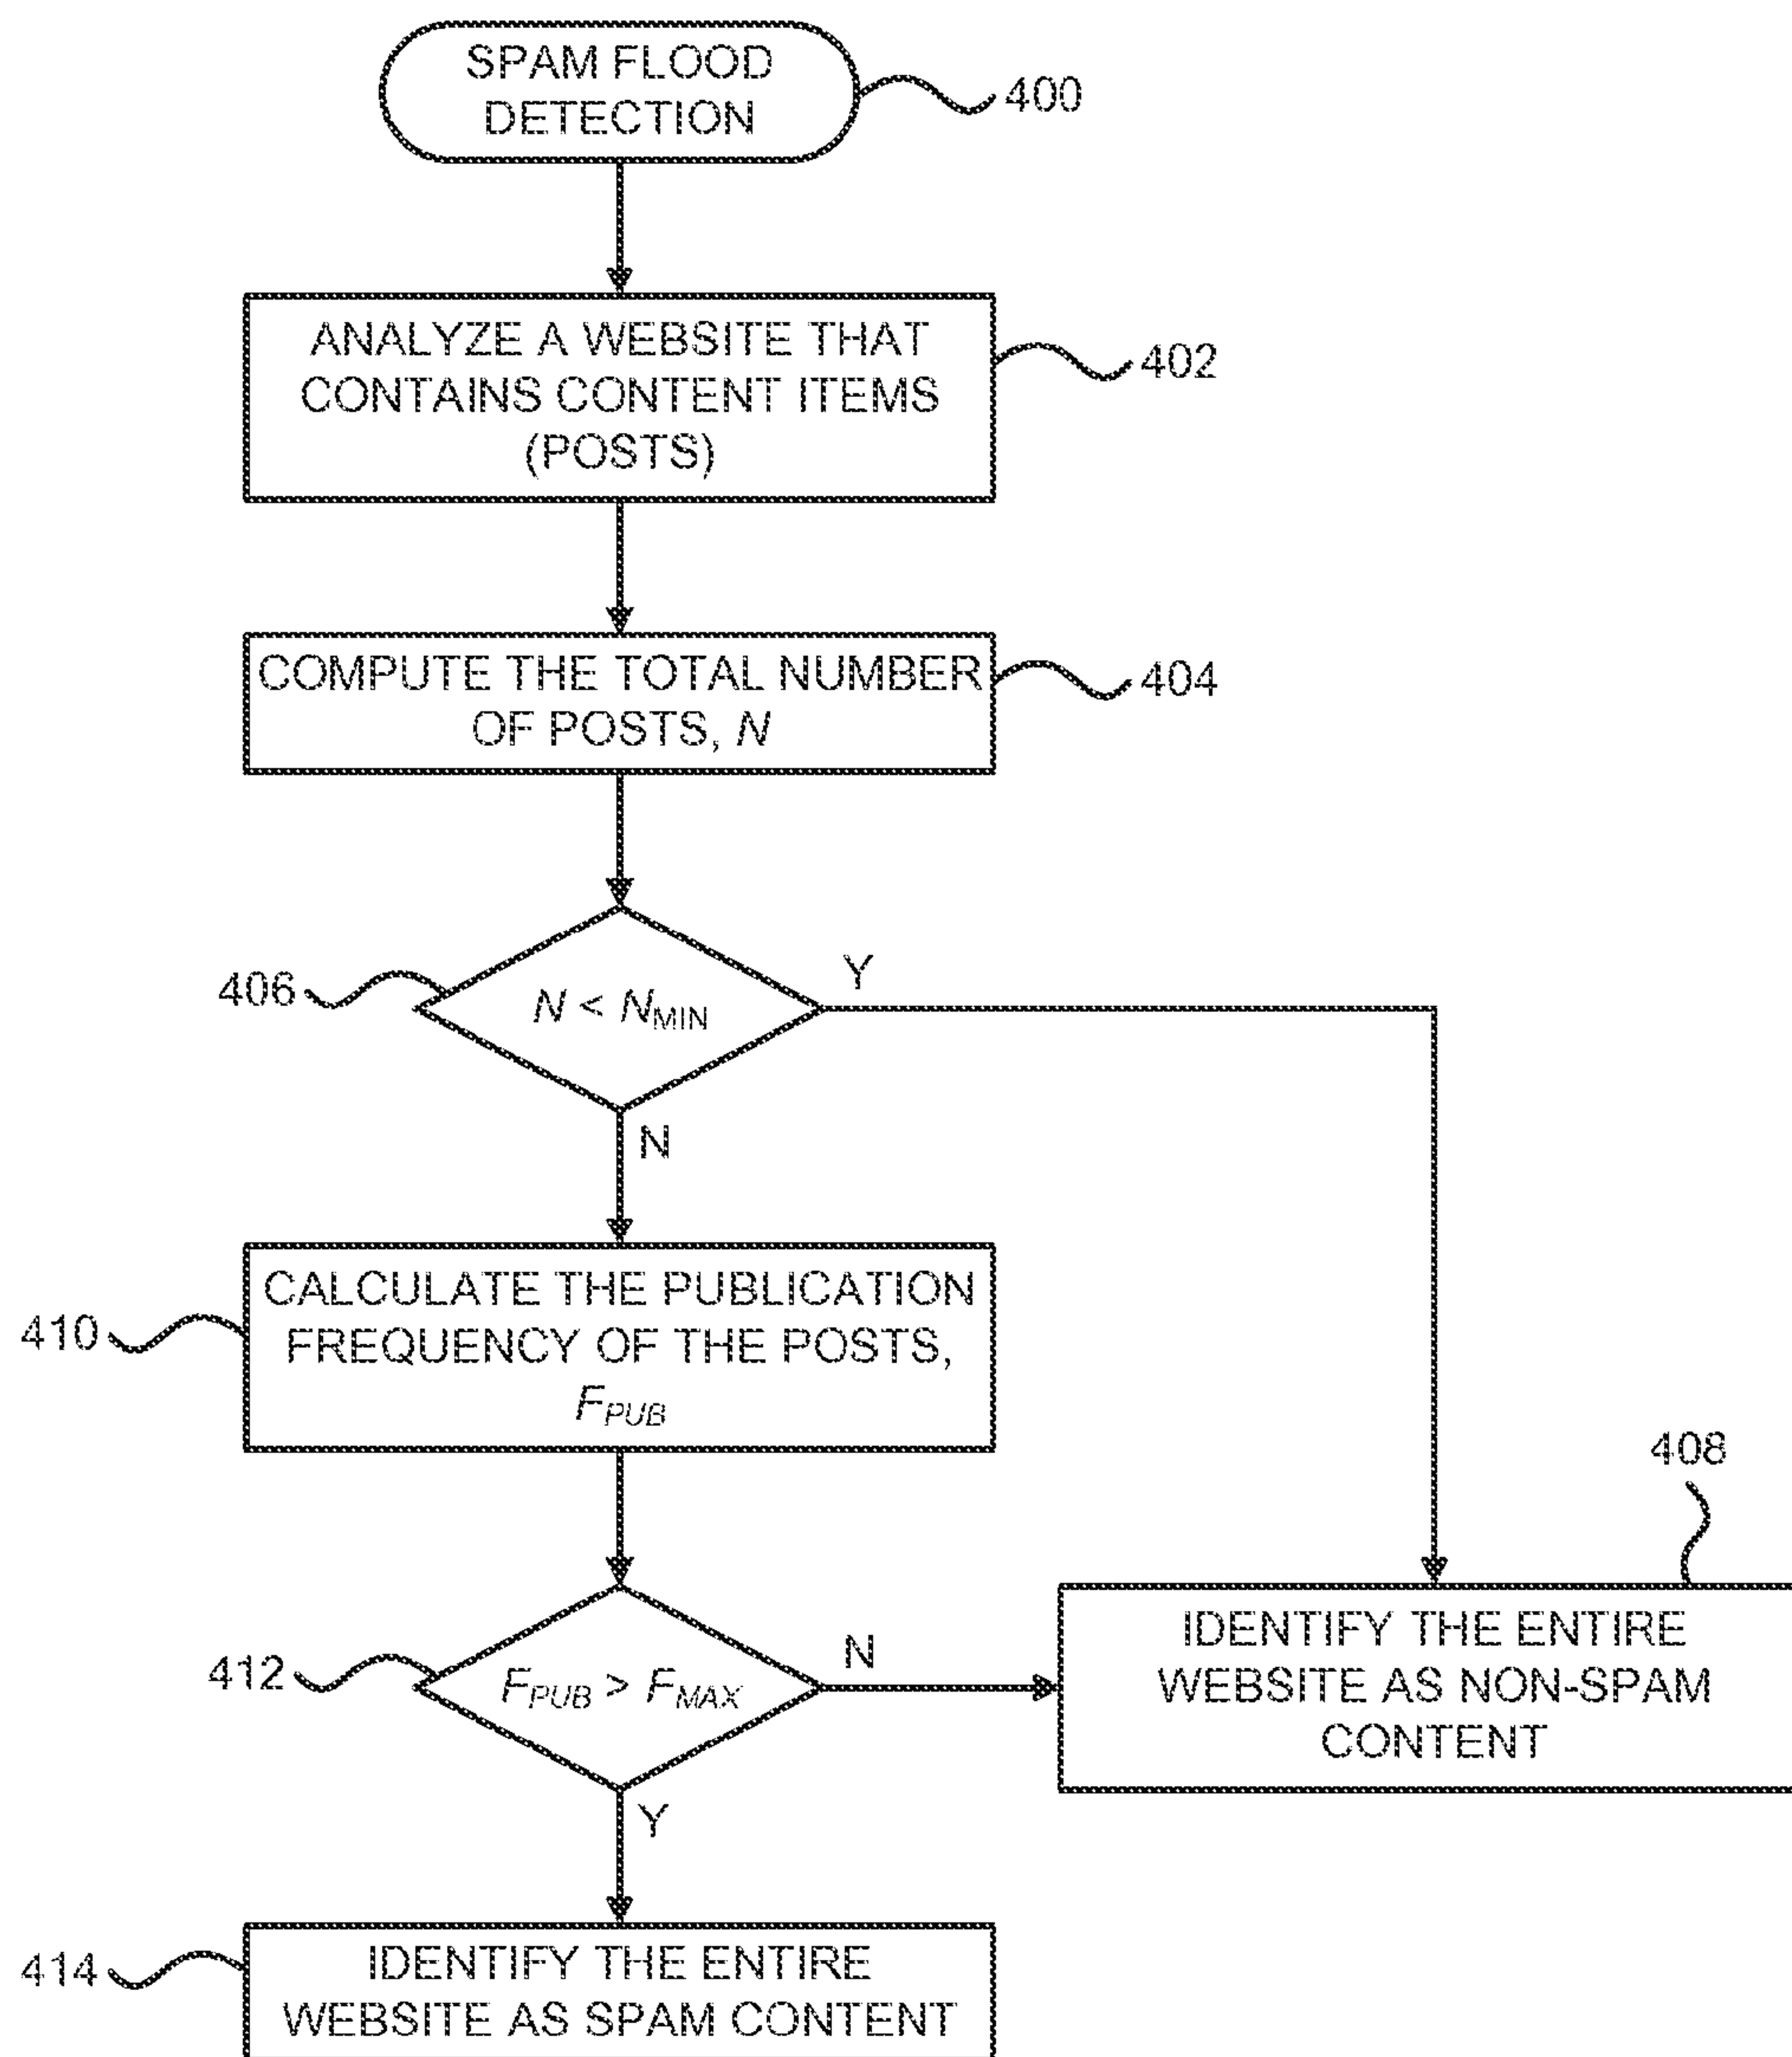 SPAM FLOOD
DETECTION
400
ANALYZE A WEBSITE THAT
CONTAINS CONTENT ITEMS
(POSTS)
402
COMPUTE THE TOTAL NUMBER
OF POSTS, N
404
406
N < NMIN
Y
N
410
CALCULATE THE PUBLICATION
FREQUENCY OF THE POSTS,
FPUB
408
412
FPUB > FMAX
N
IDENTIFY THE ENTIRE
WEBSITE AS NON-SPAM
CONTENT
Y
414
IDENTIFY THE ENTIRE
WEBSITE AS SPAM CONTENT